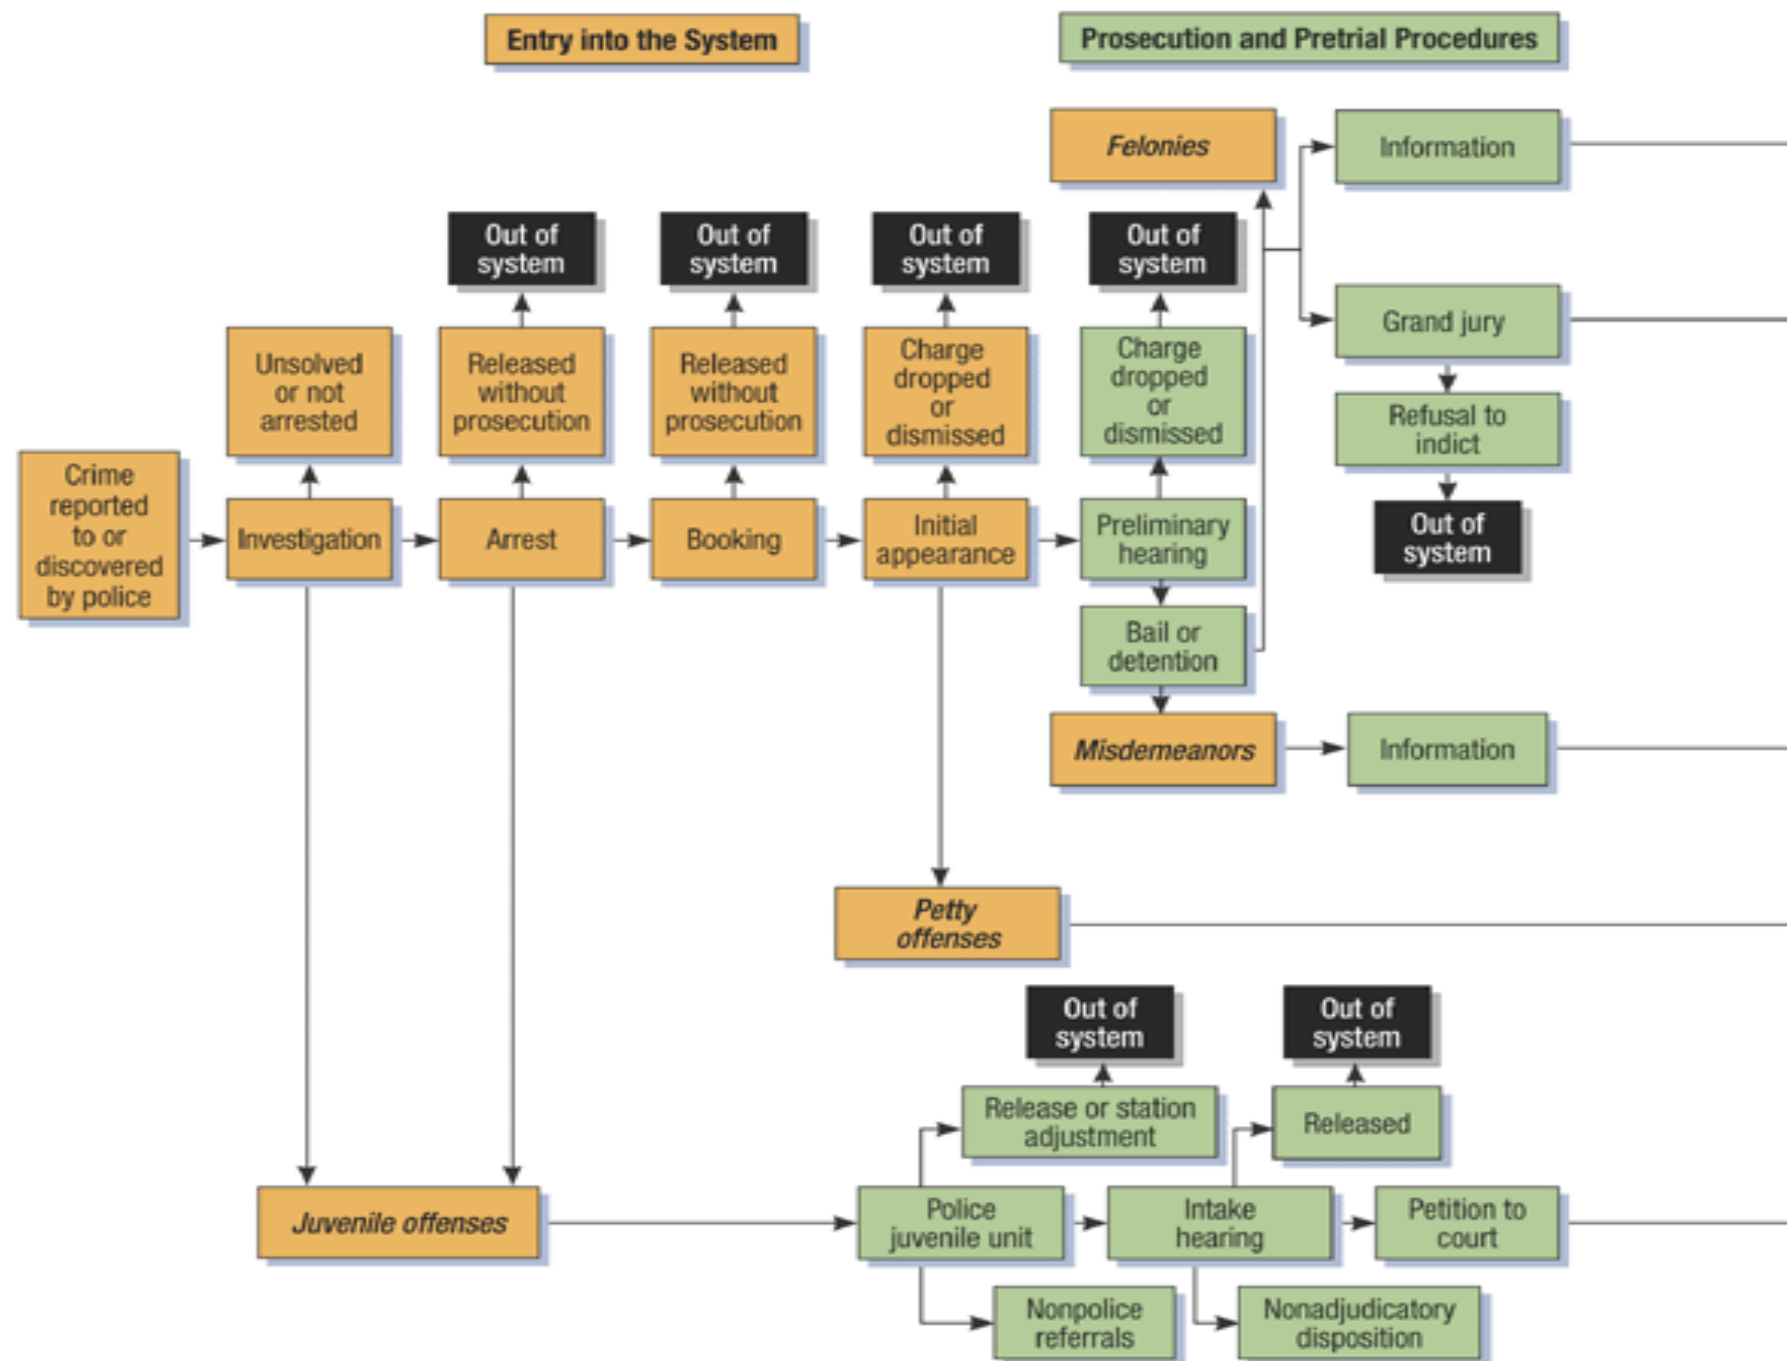 Entry into the System
Prosecution and Pretrial Procedures
Felonies
Information
Out of
system
Out of
system
Out of
system
Out of
system
Grand jury
Unsolved
or not
arrested
Released
without
prosecution
Released
without
prosecution
Charge
dropped
or
dismissed
Charge
dropped
or
dismissed
Refusal to
indict
Out of
system
Crime
reported
to or
discovered
by police
Investigation
Arrest
Booking
Initial
appearance
Preliminary
hearing
Bail or
detention
Misdemeanors
Information
Petty
offenses
Out of
system
Out of
system
Release or station
adjustment
Released
Juvenile offenses
Police
juvenile unit
Intake
hearing
Petition to
court
Nonpolice
referrals
Nonadjudicatory
disposition